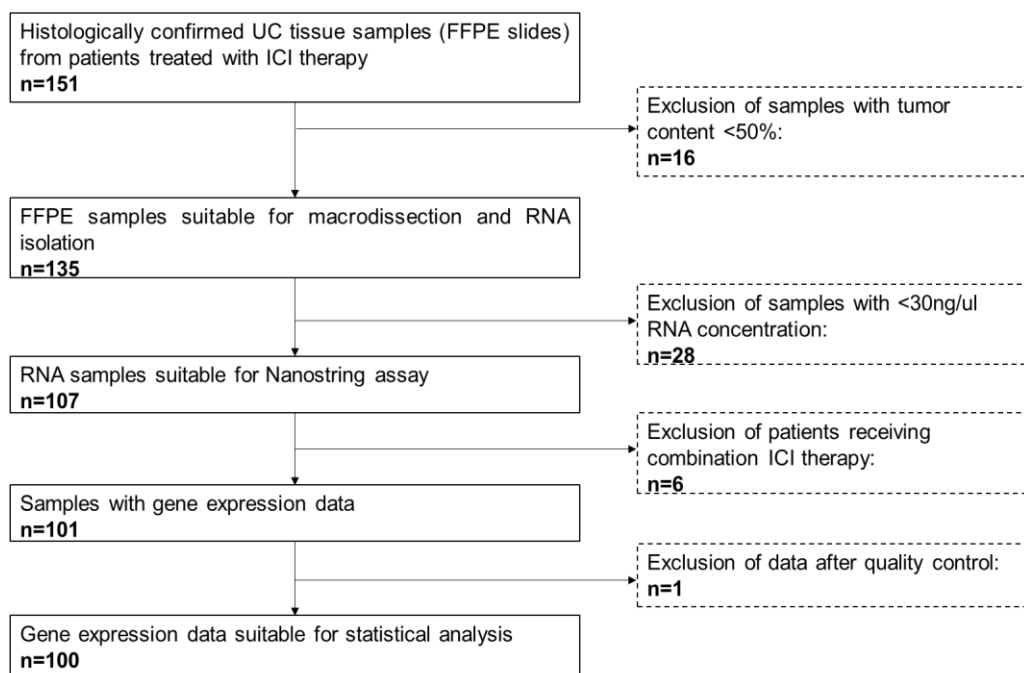 Histologically confirmed UC tissue samples (FFPE slides)
from patients treated with ICI therapy
n=151
Exclusion of samples with tumor
content <50%:
n=16
FFPE samples suitable for macrodissection and RNA
isolation
n=135
Exclusion of samples with <30ng/ul
RNA concentration:
n=28
RNA samples suitable for Nanostring assay
n=107
Exclusion of patients receiving
combination ICI therapy:
n=6
Samples with gene expression data
n=101
Exclusion of data after quality control:
n=1
Gene expression data suitable for statistical analysis
n=100